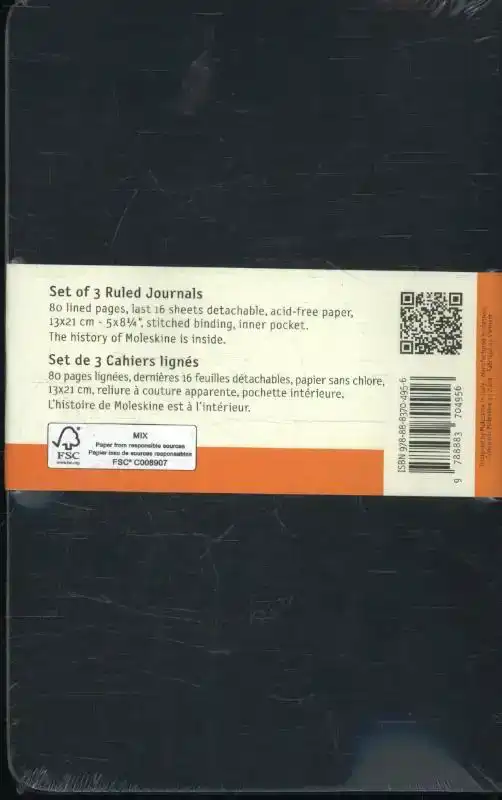 Set of 3 Ruled Journals
80 lined pages, last 16 sheets detachable, acid-free paper,
13x21 cm - 5x8¼", stitched binding, inner pocket.
The history of Moleskine is inside.
Set de 3 Cahiers lignés
80 pages lignées, dernières 16 feuilles détachables, papier sans chlore,
13x21 cm, reliure à couture apparente, pochette intérieure.
L'histoire de Moleskine est à l'intérieur.
FSC
www.fsc.org
MIX
Paper from responsible sources
Papier issu de sources responsables
FSC® C008907
ISBN 978-88-8370-495-6
9 788883 704956